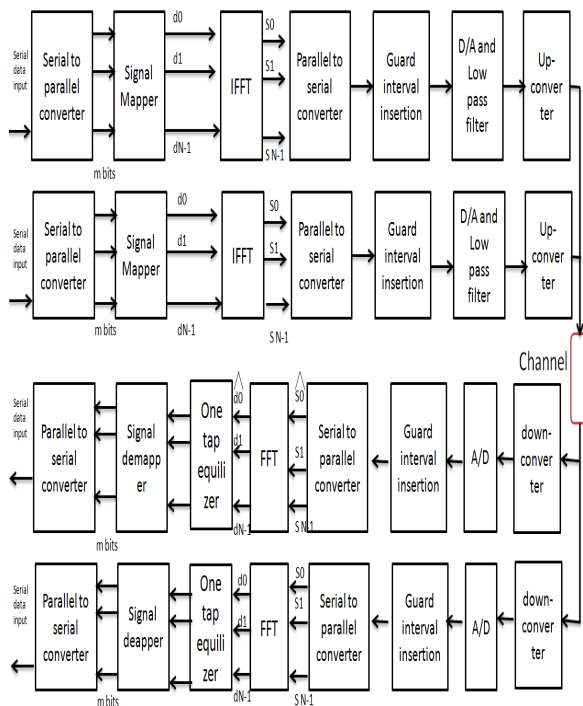 d0
S0
Serial
data
input
Serial to
parallel
converter
d1
Signal
Mapper
IFFT
S1
Parallel to
serial
converter
Guard
interval
insertion
D/A and
Low
pass
filter
Up-
conver
ter
dN-1
S N-1
m bits
d0
S0
Serial
data
input
Serial to
parallel
converter
d1
Signal
Mapper
IFFT
S1
Parallel to
serial
converter
Guard
interval
insertion
D/A and
Low
pass
filter
Up-
conver
ter
m bits
dN-1
S N-1
Channel
Serial
data
input
Parallel to
serial
converter
Signal
demapp
er
One
tap
equili
zer
d0
d1
dN-1
FFT
S0
S1
S N-1
Serial to
parallel
converter
Guard
interval
insertion
A/D
down-
conver
ter
m bits
Serial
data
input
Parallel to
serial
converter
Signal
deapper
One
tap
equili
zer
d0
d1
dN-1
FFT
S0
S1
S N-1
Serial to
parallel
converter
Guard
interval
insertion
A/D
down-
conver
ter
m bits